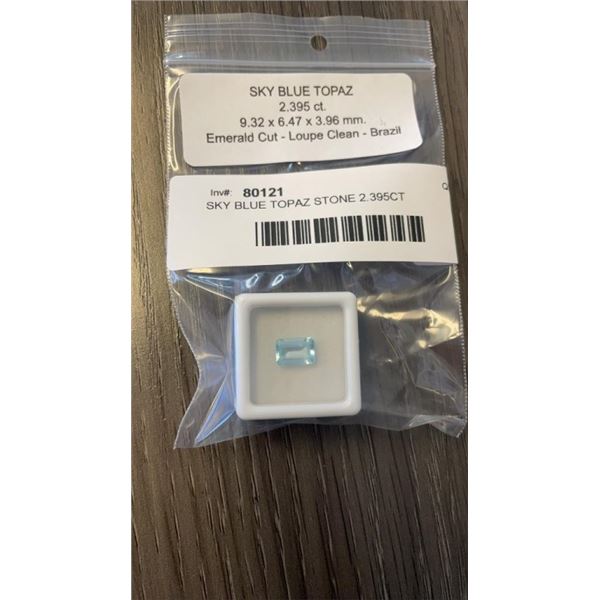 SKY BLUE TOPAZ
2.395 ct.
9.32 x 6.47 x 3.96 mm.
Emerald Cut - Loupe Clean - Brazil
Inv#: 80121 Q
SKY BLUE TOPAZ STONE 2.395CT